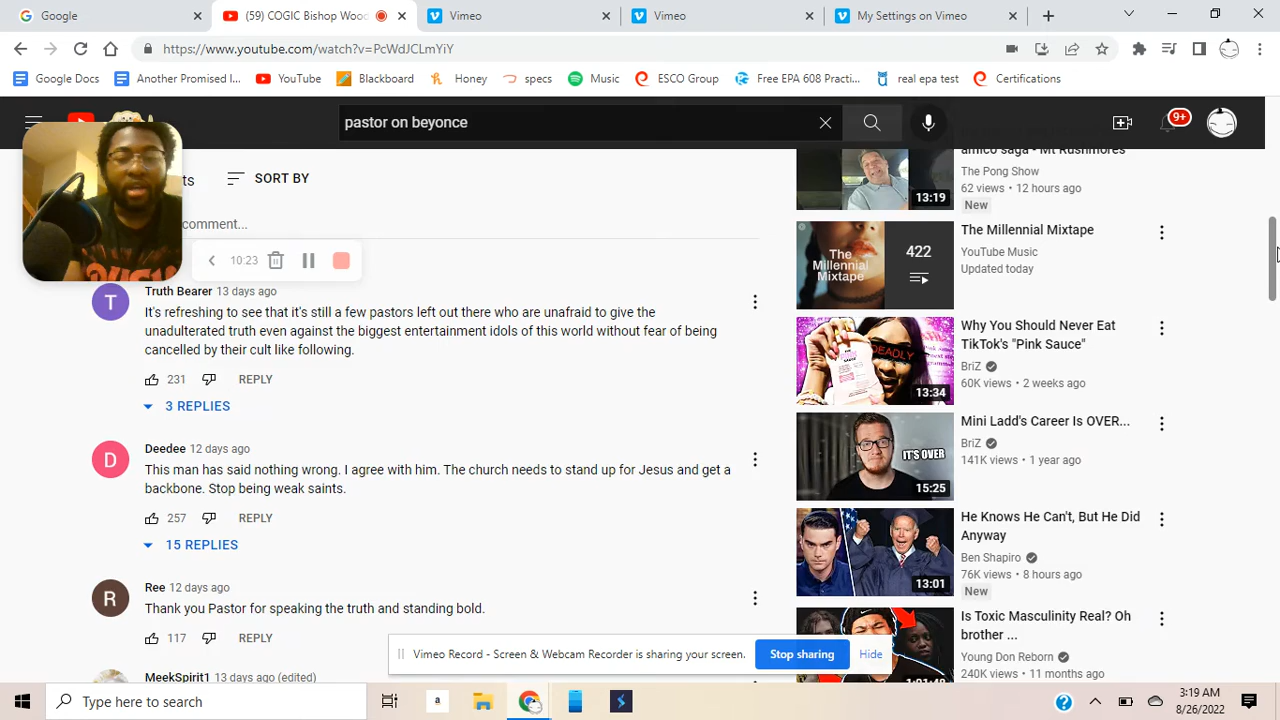 Google
(59) COGIC Bishop Wood
Vimeo
Vimeo
My Settings on Vimeo
https://www.youtube.com/watch?v=PcWdJCLmYiY
Google Docs
Another Promised I...
YouTube
Blackboard
Honey
specs
Music
ESCO Group
Free EPA 608 Practi...
real epa test
Certifications
pastor on beyonce
9+
ts
SORT BY
comment...
10:23
Truth Bearer 13 days ago
It's refreshing to see that it's still a few pastors left out there who are unafraid to give the
unadulterated truth even against the biggest entertainment idols of this world without fear of being
cancelled by their cult like following.
231 REPLY
3 REPLIES
Deedee 12 days ago
This man has said nothing wrong. I agree with him. The church needs to stand up for Jesus and get a
backbone. Stop being weak saints.
257 REPLY
15 REPLIES
Ree 12 days ago
Thank you Pastor for speaking the truth and standing bold.
117 REPLY
MeekSpirit1 13 days ago (edited)
amico saga - Mt Rushmores
The Pong Show
62 views • 12 hours ago
New
13:19
The Millennial Mixtape
YouTube Music
Updated today
The
Millennial
Mixtape
422
Why You Should Never Eat
TikTok's "Pink Sauce"
BriZ
60K views • 2 weeks ago
DEADLY
13:34
Mini Ladd's Career Is OVER...
BriZ
141K views • 1 year ago
IT'S OVER
15:25
He Knows He Can't, But He Did
Anyway
Ben Shapiro
76K views • 8 hours ago
New
13:01
Is Toxic Masculinity Real? Oh
brother ...
Young Don Reborn
240K views • 11 months ago
1:01:48
Vimeo Record - Screen & Webcam Recorder is sharing your screen.
Stop sharing
Hide
Type here to search
3:19 AM
8/26/2022